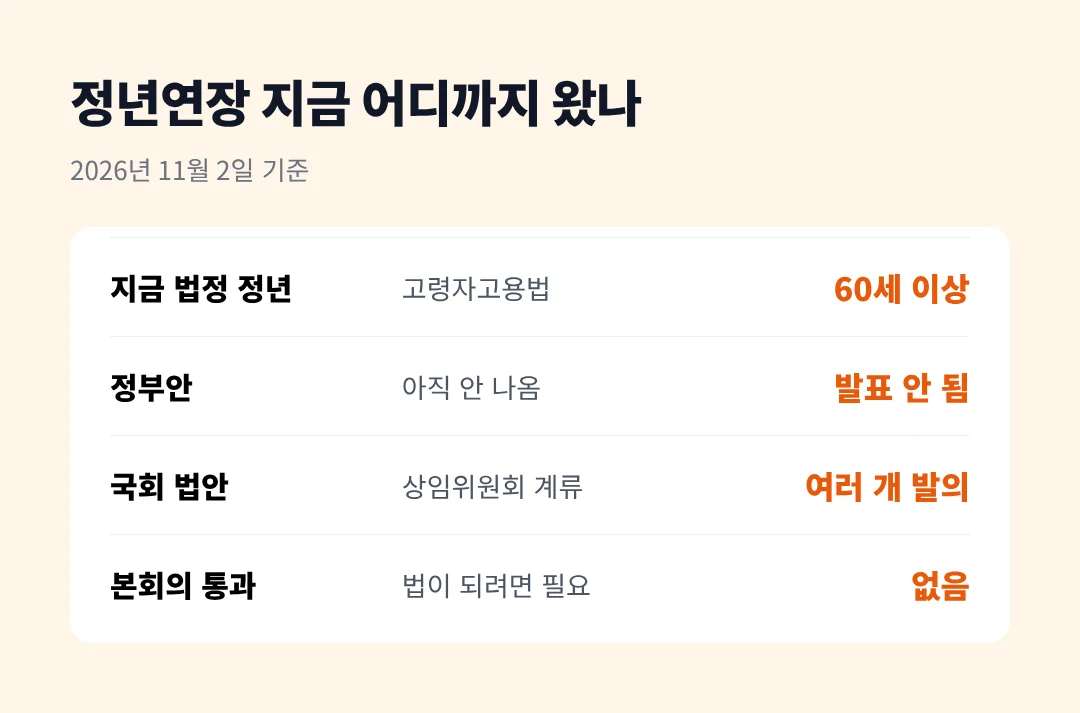 정년연장 지금 어디까지 왔나
2026년 11월 2일 기준
지금 법정 정년 고령자고용법 60세 이상
정부안 아직 안 나옴 발표 안 됨
국회 법안 상임위원회 계류 여러 개 발의
본회의 통과 법이 되려면 필요 없음